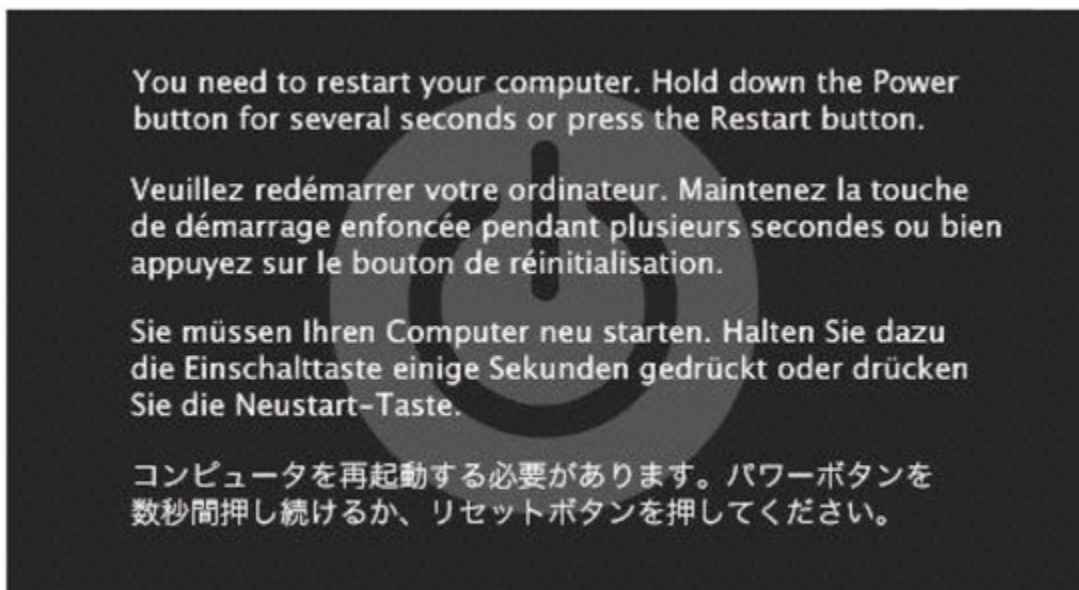 You need to restart your computer. Hold down the Power
button for several seconds or press the Restart button.
Veuillez redémarrer votre ordinateur. Maintenez la touche
de démarrage enfoncée pendant plusieurs secondes ou bien
appuyez sur le bouton de réinitialisation.
Sie müssen Ihren Computer neu starten. Halten Sie dazu
die Einschalttaste einige Sekunden gedrückt oder drücken
Sie die Neustart-Taste.
コンピュータを再起動する必要があります。パワーボタンを
数秒間押し続けるか、リセットボタンを押してください。